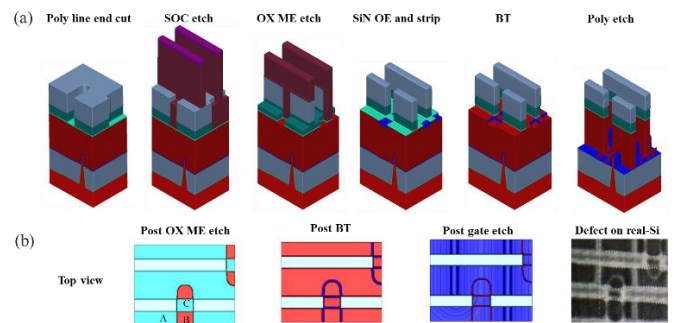 (a)
Poly line end cut SOC etch OX ME etch SiN OE and strip BT Poly etch
(b)
Post OX ME etch Post BT Post gate etch Defect on real-Si
Top view
C
A B